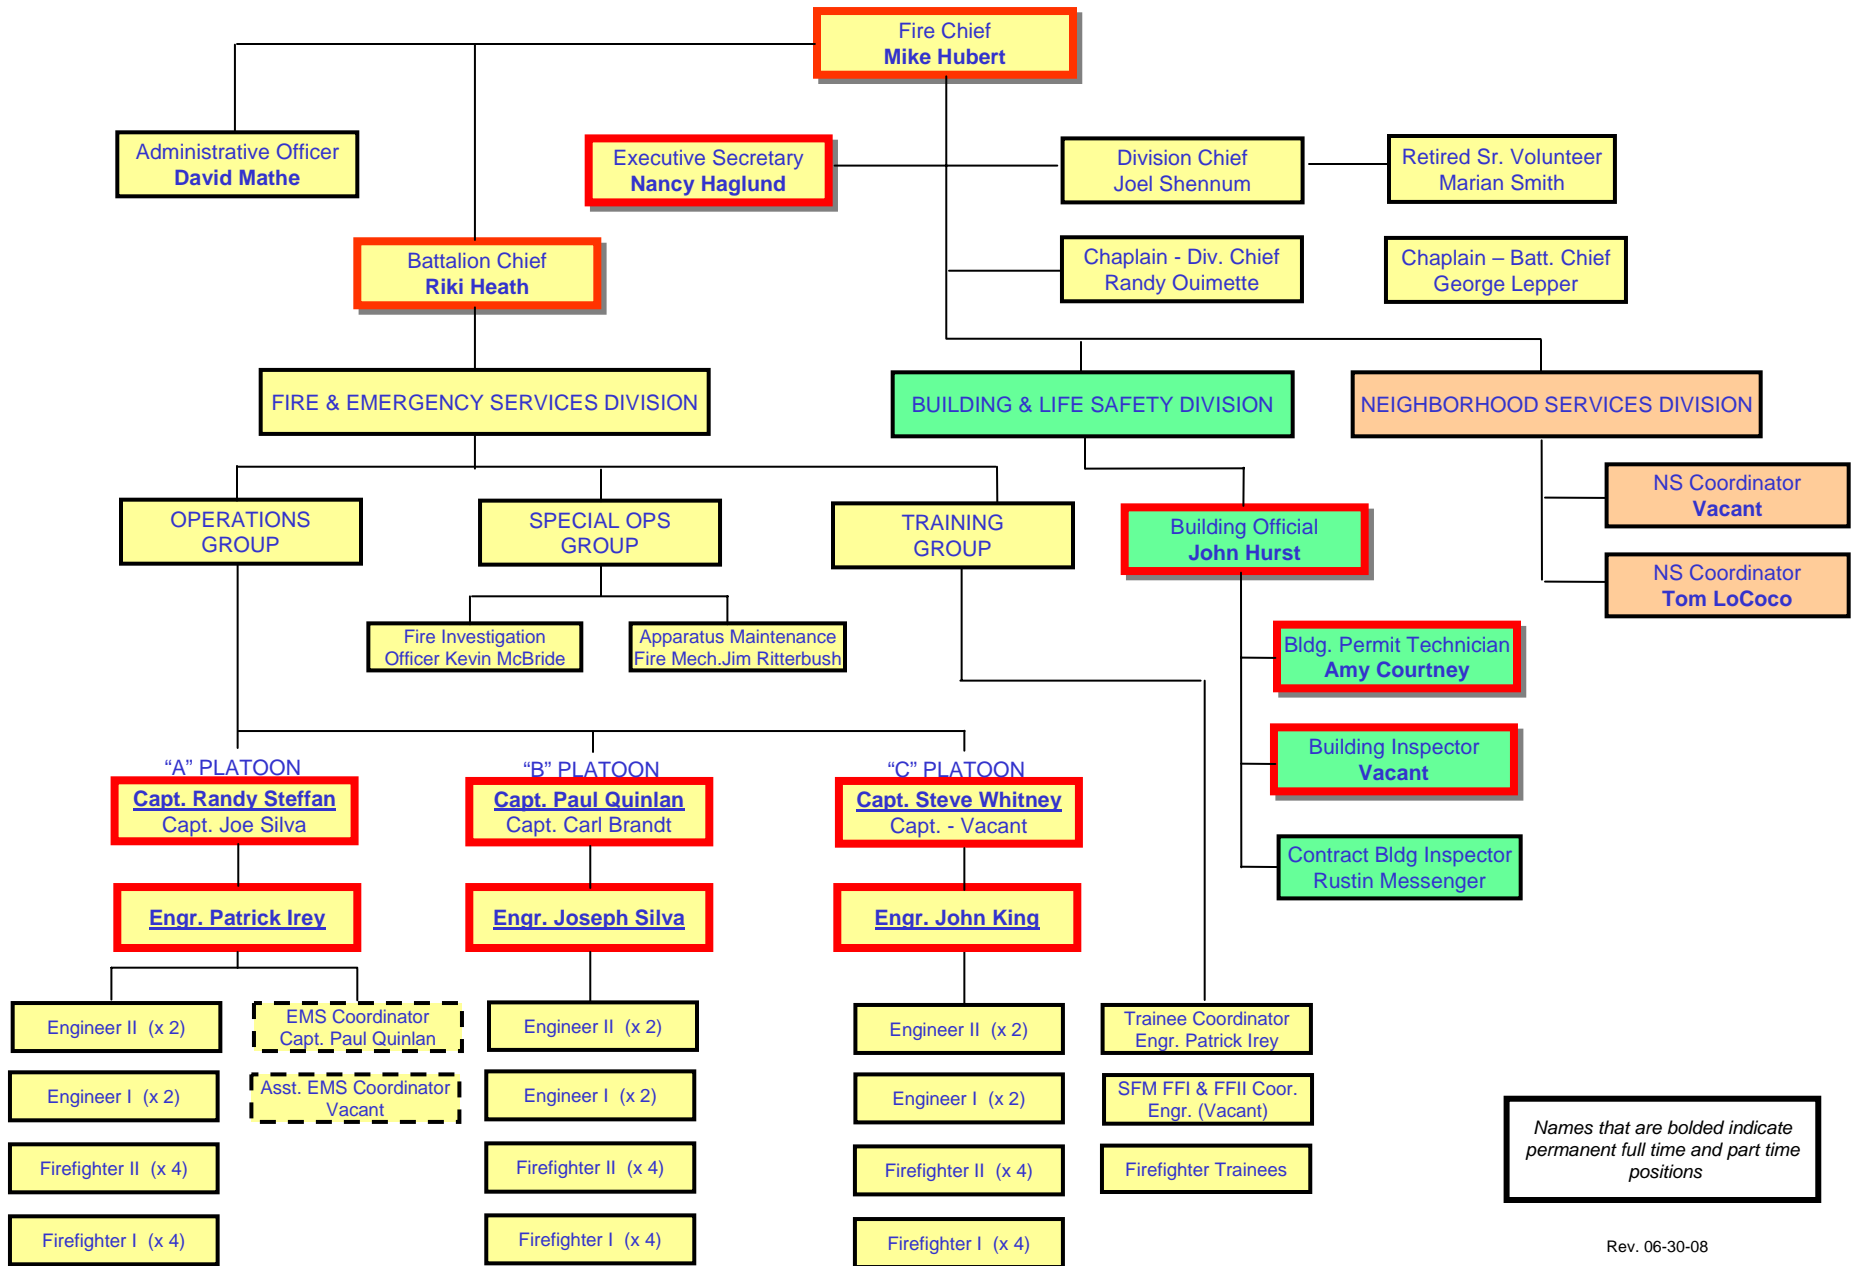 Fire Chief
Mike Hubert
Administrative Officer
David Mathe
Executive Secretary
Nancy Haglund
Division Chief
Joel Shennum
Retired Sr. Volunteer
Marian Smith
Battalion Chief
Riki Heath
Chaplain - Div. Chief
Randy Ouimette
Chaplain – Batt. Chief
George Lepper
FIRE & EMERGENCY SERVICES DIVISION
BUILDING & LIFE SAFETY DIVISION
NEIGHBORHOOD SERVICES DIVISION
OPERATIONS
GROUP
SPECIAL OPS
GROUP
TRAINING
GROUP
Building Official
John Hurst
NS Coordinator
Vacant
NS Coordinator
Tom LoCoco
Fire Investigation
Officer Kevin McBride
Apparatus Maintenance
Fire Mech.Jim Ritterbush
Bldg. Permit Technician
Amy Courtney
Building Inspector
Vacant
Contract Bldg Inspector
Rustin Messenger
“A” PLATOON
Capt. Randy Steffan
Capt. Joe Silva
“B” PLATOON
Capt. Paul Quinlan
Capt. Carl Brandt
“C” PLATOON
Capt. Steve Whitney
Capt. - Vacant
Engr. Patrick Irey
Engr. Joseph Silva
Engr. John King
Engineer II (x 2)
EMS Coordinator
Capt. Paul Quinlan
Engineer II (x 2)
Engineer II (x 2)
Trainee Coordinator
Engr. Patrick Irey
Engineer I (x 2)
Asst. EMS Coordinator
Vacant
Engineer I (x 2)
Engineer I (x 2)
SFM FFI & FFII Coor.
Engr. (Vacant)
Firefighter II (x 4)
Firefighter II (x 4)
Firefighter II (x 4)
Firefighter Trainees
Firefighter I (x 4)
Firefighter I (x 4)
Firefighter I (x 4)
Names that are bolded indicate
permanent full time and part time
positions
Rev. 06-30-08